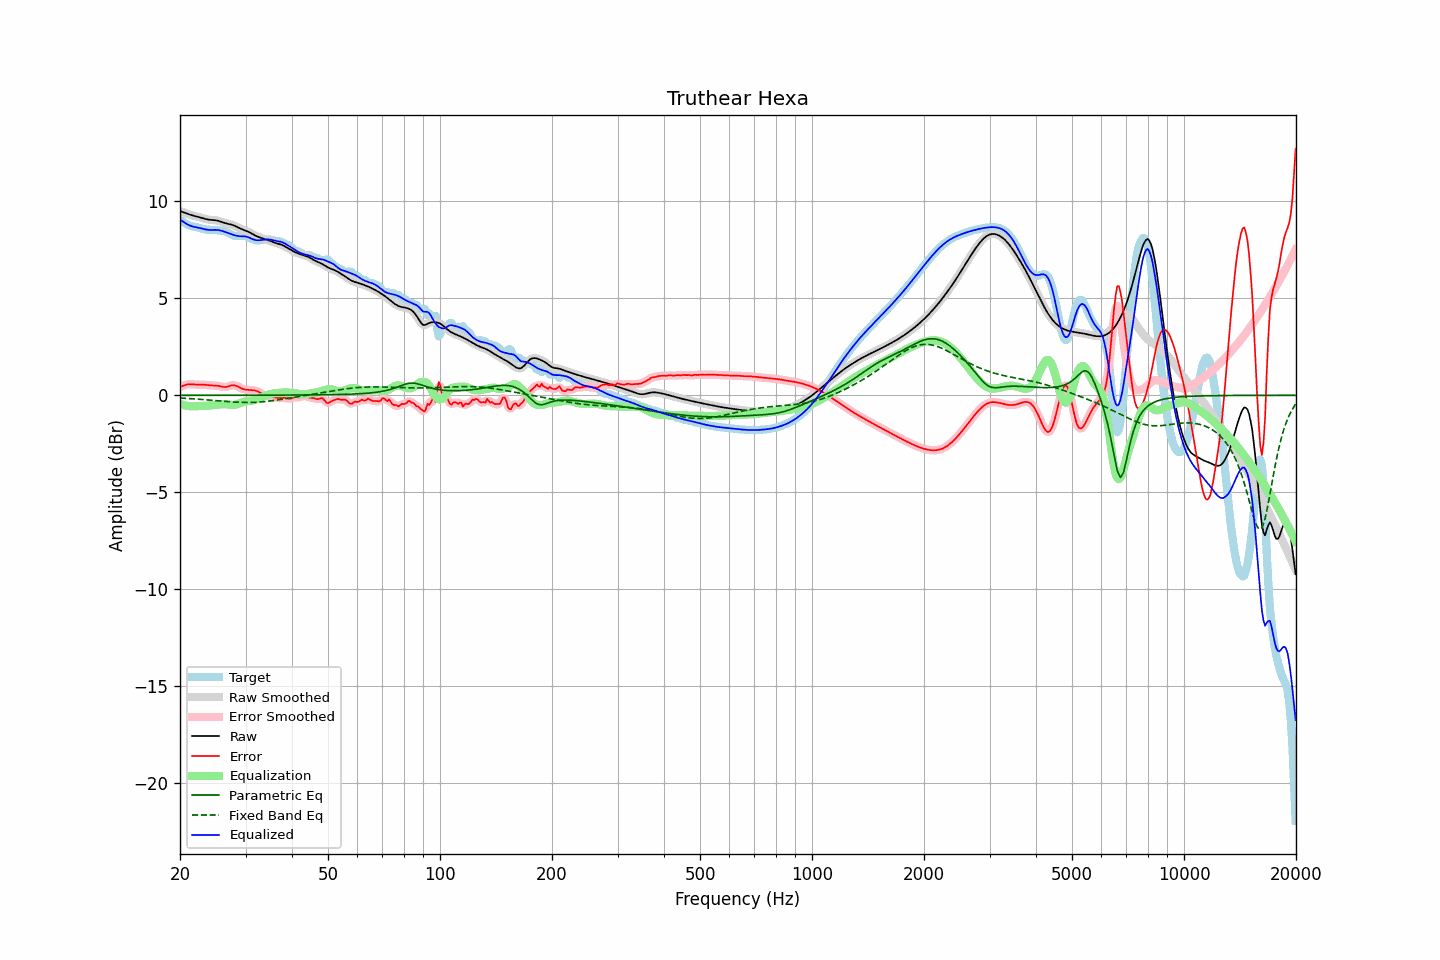 Truthear Hexa
Amplitude (dBr)
10
5
0
−5
−10
−15
−20
Target
Raw Smoothed
Error Smoothed
Raw
Error
Equalization
Parametric Eq
Fixed Band Eq
Equalized
20 50 100 200 500 1000 2000 5000 10000 20000
Frequency (Hz)